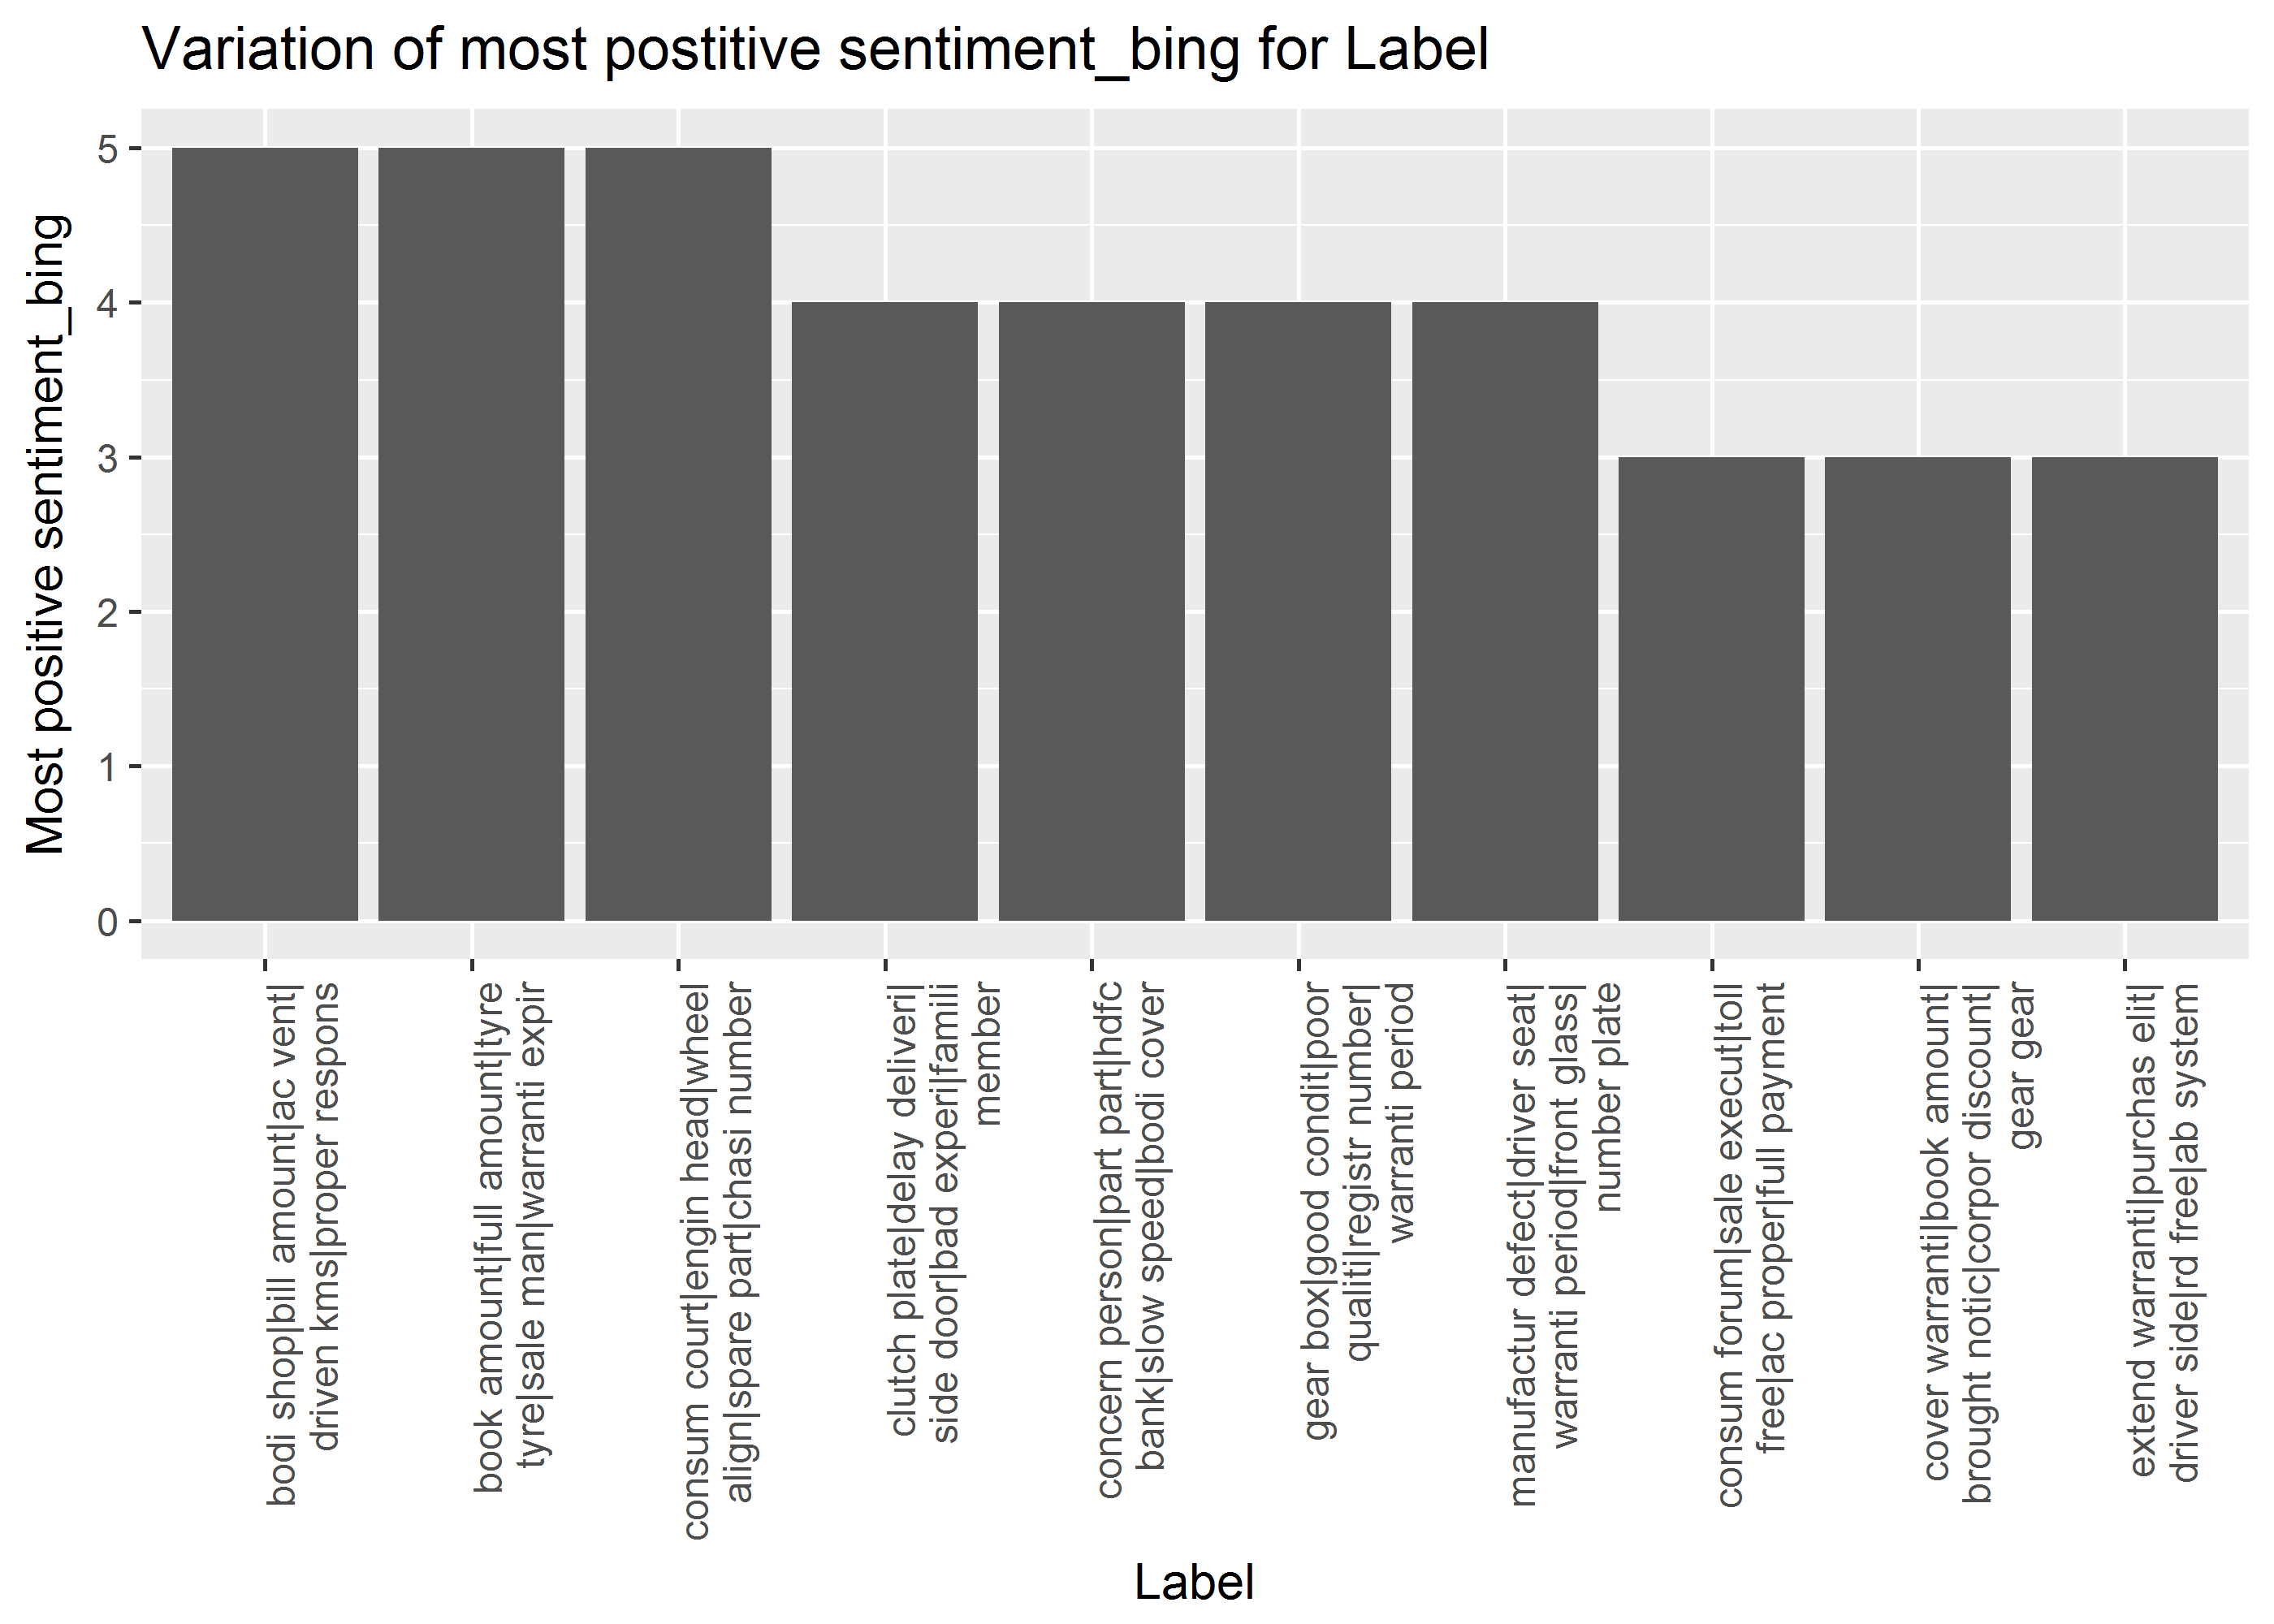 Variation of most postitive sentiment_bing for Label
Most positive sentiment_bing
5
4
3
2
1
0
bodi shop|bill amount|ac vent|
driven kms|proper respons
book amount|full amount|tyre
tyre|sale man|warranti expir
consum court|engin head|wheel
align|spare part|chasi number
clutch plate|delay deliveri|
side door|bad experi|famili
member
concern person|part part|hdfc
bank|slow speed|bodi cover
gear box|good condit|poor
qualiti|registr number|
warranti period
manufactur defect|driver seat|
warranti period|front glass|
number plate
consum forum|sale execut|toll
free|ac proper|full payment
cover warranti|book amount|
brought notic|corpor discount|
gear gear
extend warranti|purchas elit|
driver side|rd free|ab system
Label